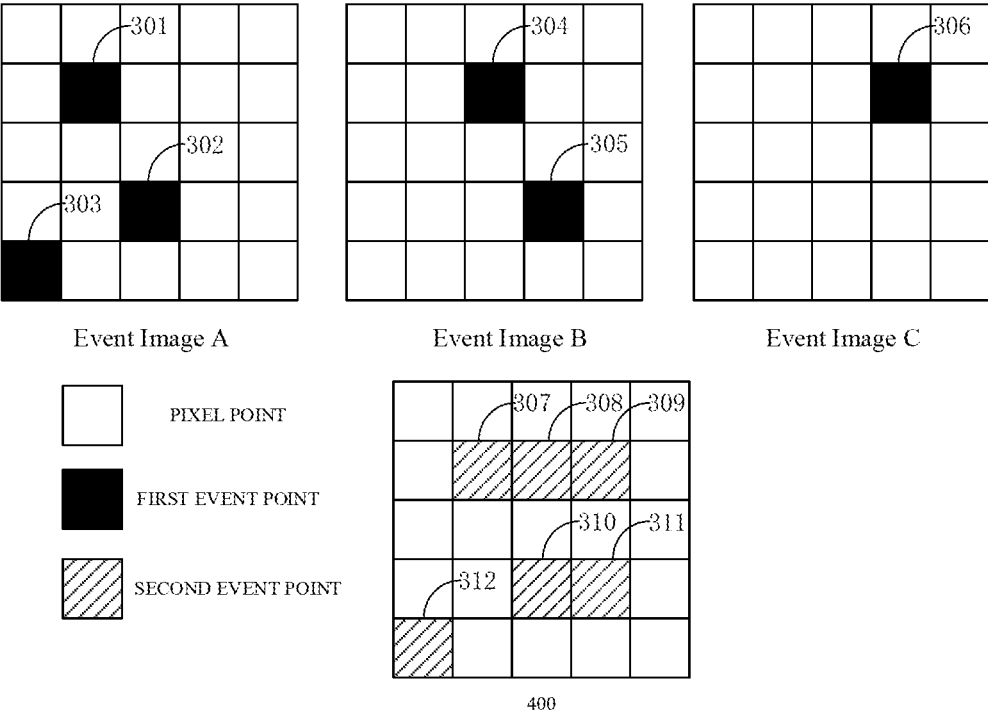 301
304
306
302
305
303
Event Image A
Event Image B
Event Image C
PIXEL POINT
FIRST EVENT POINT
SECOND EVENT POINT
307
308
309
310
311
312
400